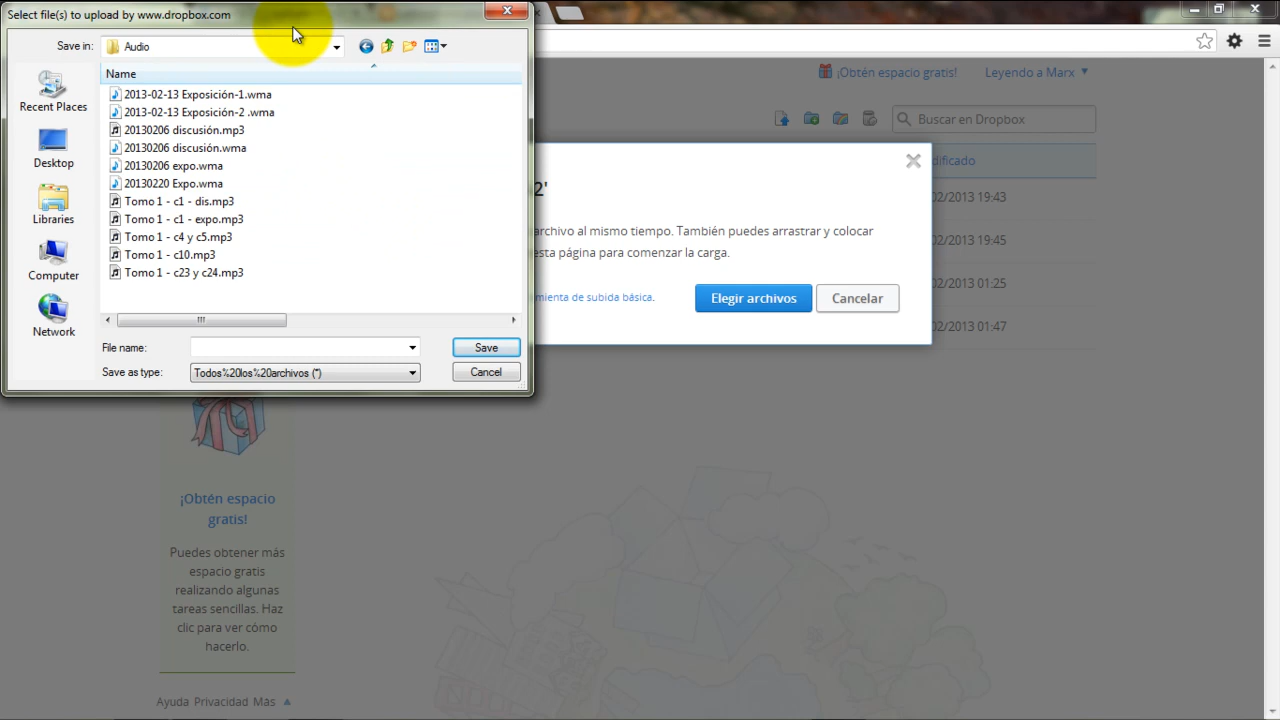 Select file(s) to upload by www.dropbox.com
Save in:
Audio
Recent Places
Desktop
Libraries
Computer
Network
Name
2013-02-13 Exposición-1.wma
2013-02-13 Exposición-2 .wma
20130206 discusión.mp3
20130206 discusión.wma
20130206 expo.wma
20130220 Expo.wma
Tomo 1 - c1 - dis.mp3
Tomo 1 - c1 - expo.mp3
Tomo 1 - c4 y c5.mp3
Tomo 1 - c10.mp3
Tomo 1 - c23 y c24.mp3
File name:
Save
Save as type:
Todos%20los%20archivos (*)
Cancel
¡Obtén espacio gratis!
Leyendo a Marx
Buscar en Dropbox
2'
archivo al mismo tiempo. También puedes arrastrar y colocar
esta página para comenzar la carga.
mienta de subida básica.
Elegir archivos
Cancelar
dificado
02/2013 19:43
02/2013 19:45
02/2013 01:25
02/2013 01:47
¡Obtén espacio
gratis!
Puedes obtener más
espacio gratis
realizando algunas
tareas sencillas. Haz
clic para ver cómo
hacerlo.
Ayuda Privacidad Más